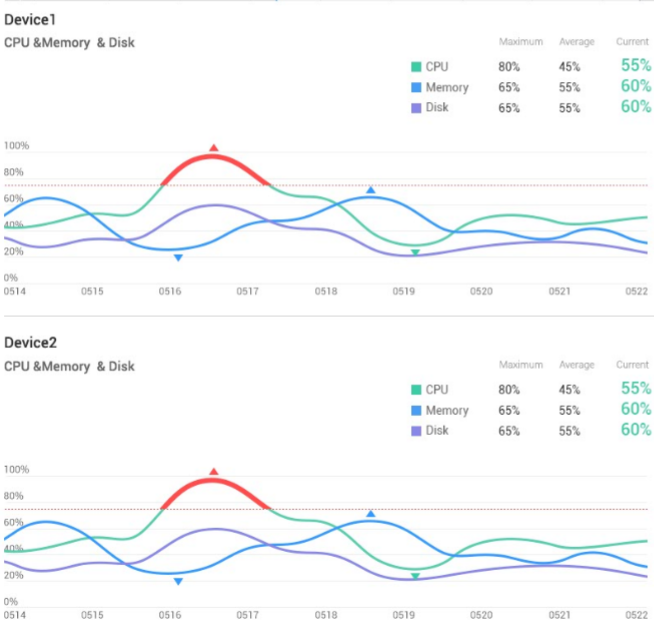 Device1
CPU &Memory & Disk
Maximum Average Current
CPU 80% 45% 55%
Memory 65% 55% 60%
Disk 65% 55% 60%
100%
80%
60%
40%
20%
0%
0514 0515 0516 0517 0518 0519 0520 0521 0522
Device2
CPU &Memory & Disk
Maximum Average Current
CPU 80% 45% 55%
Memory 65% 55% 60%
Disk 65% 55% 60%
100%
80%
60%
40%
20%
0%
0514 0515 0516 0517 0518 0519 0520 0521 0522